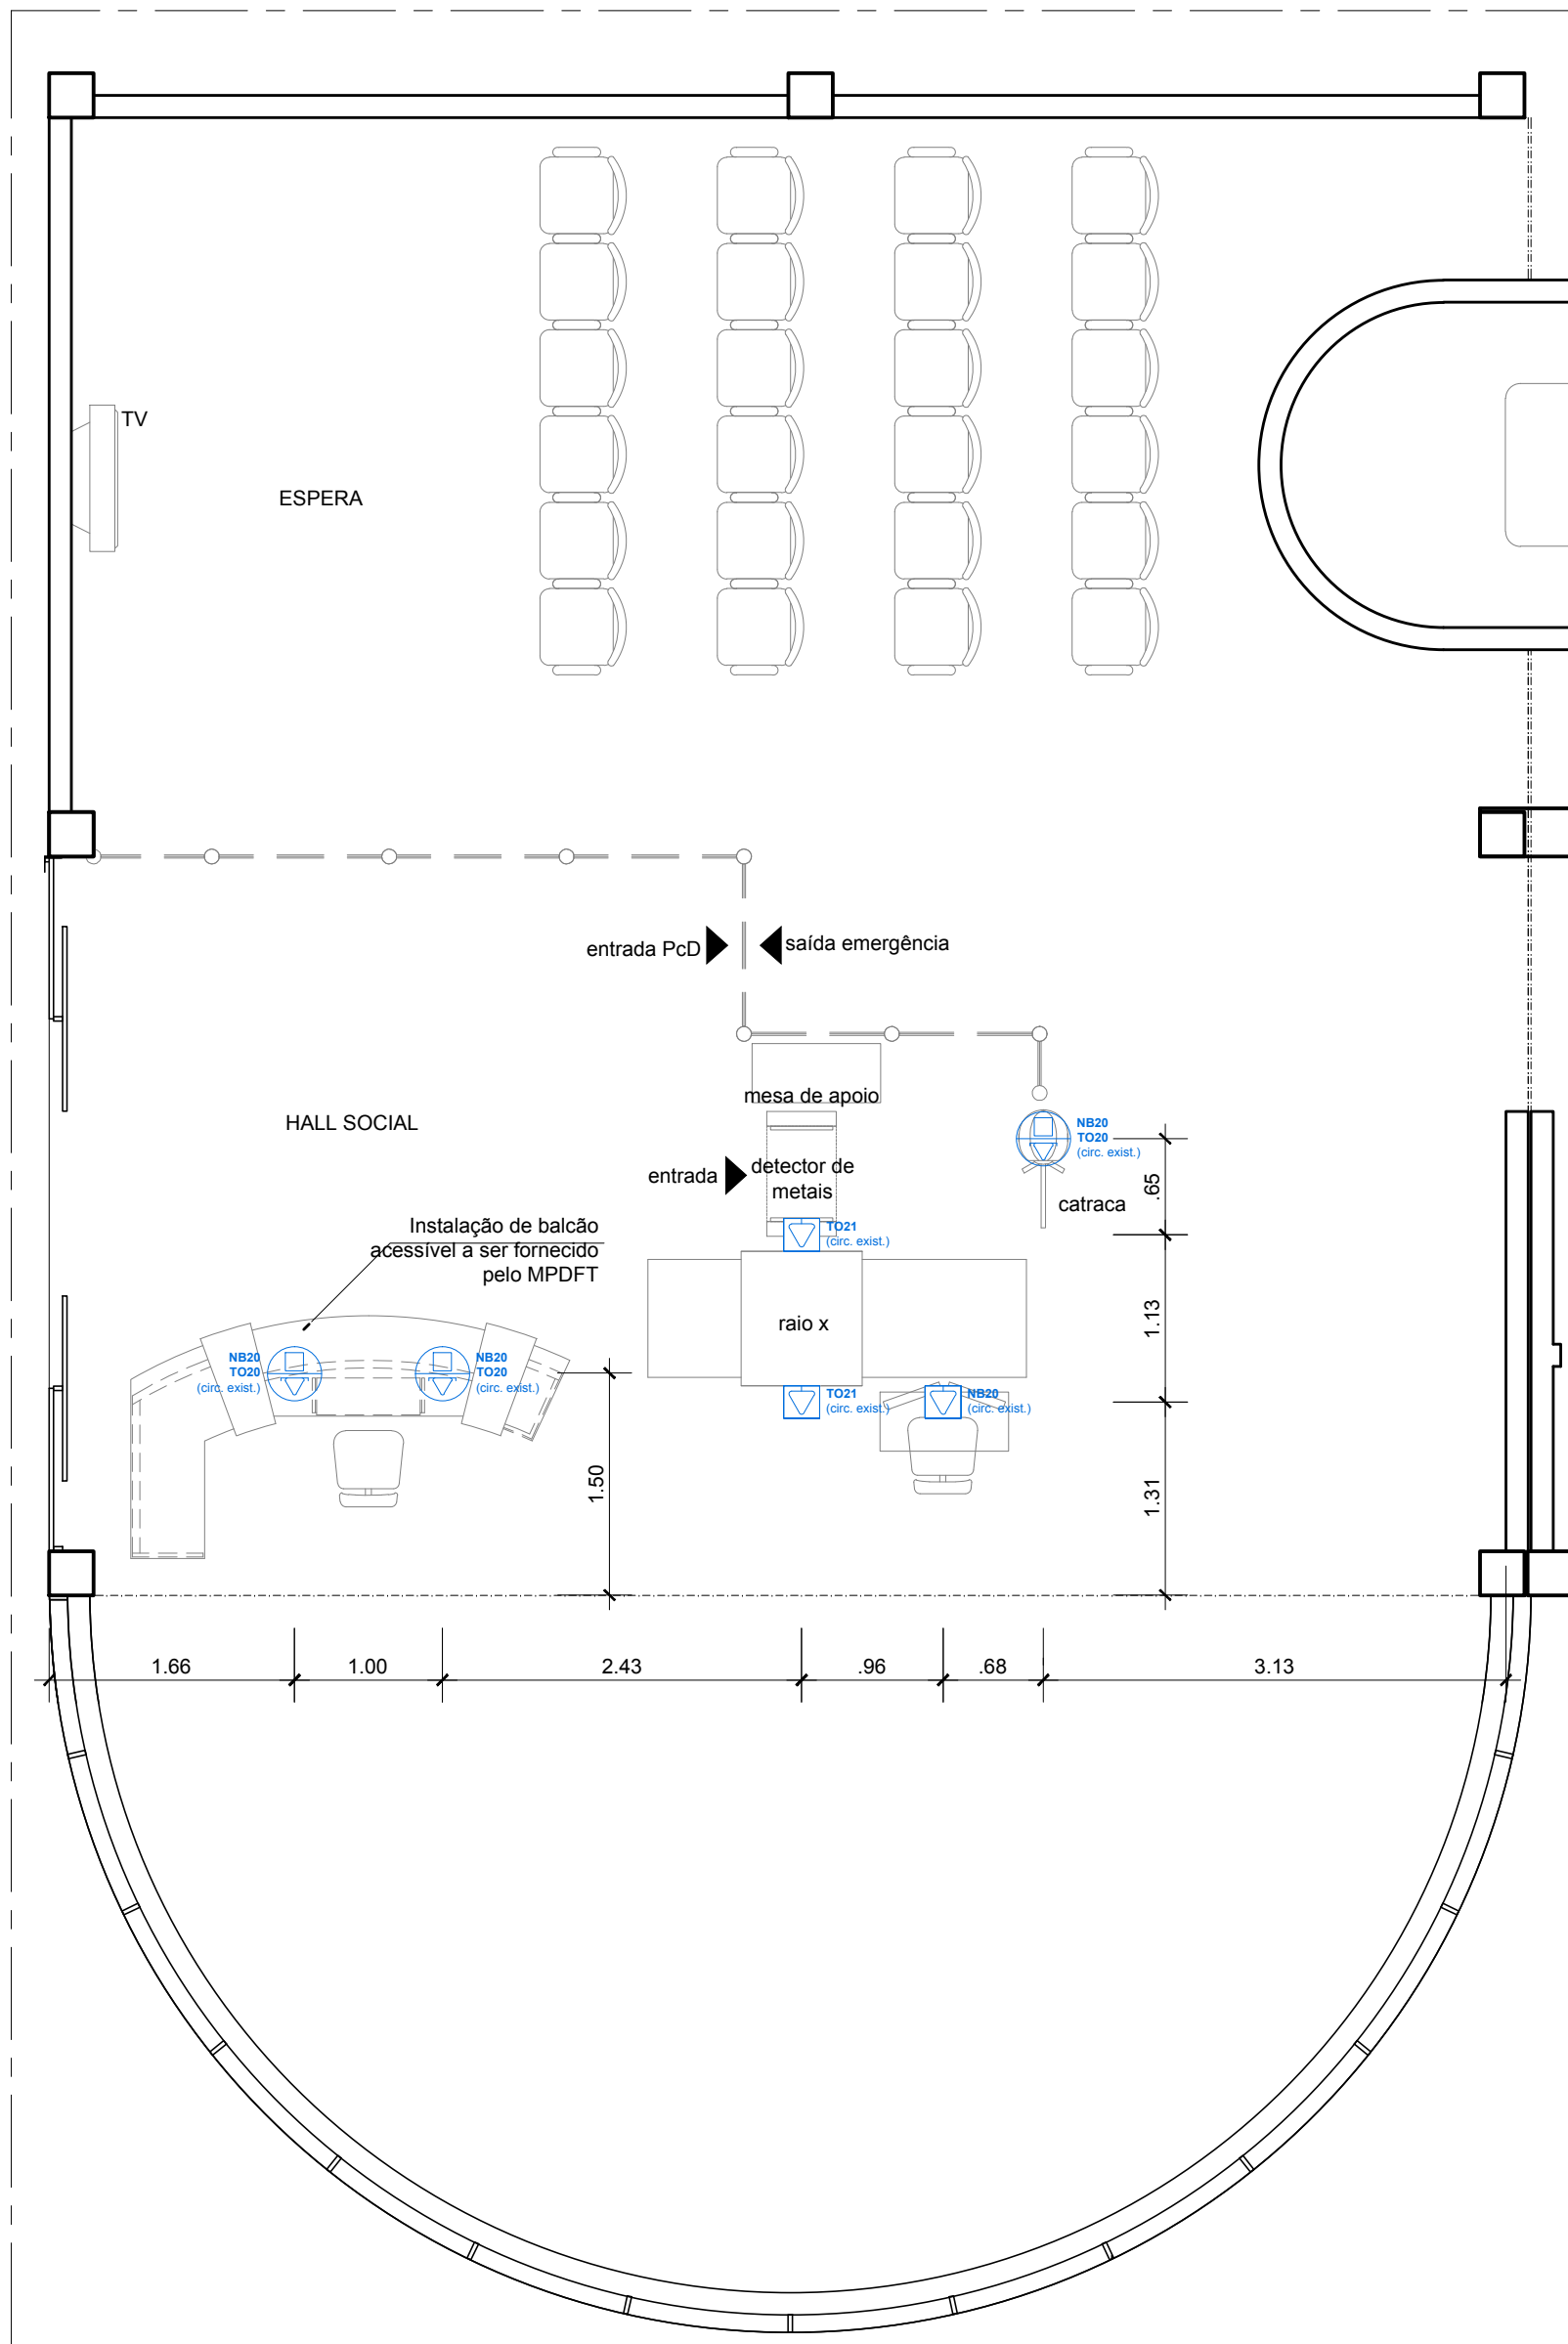 TV
ESPERA
entrada PcD
saída emergência
mesa de apoio
HALL SOCIAL
NB20
TO20
(circ. exist.)
.65
entrada
detector de
metais
catraca
Instalação de balcão
acessível a ser fornecido
pelo MPDFT
TO21
(circ. exist.)
raio x
1.13
NB20
TO20
(circ. exist.)
NB20
TO20
(circ. exist.)
TO21
(circ. exist.)
NB20
(circ. exist.)
1.50
1.31
1.66
1.00
2.43
.96
.68
3.13